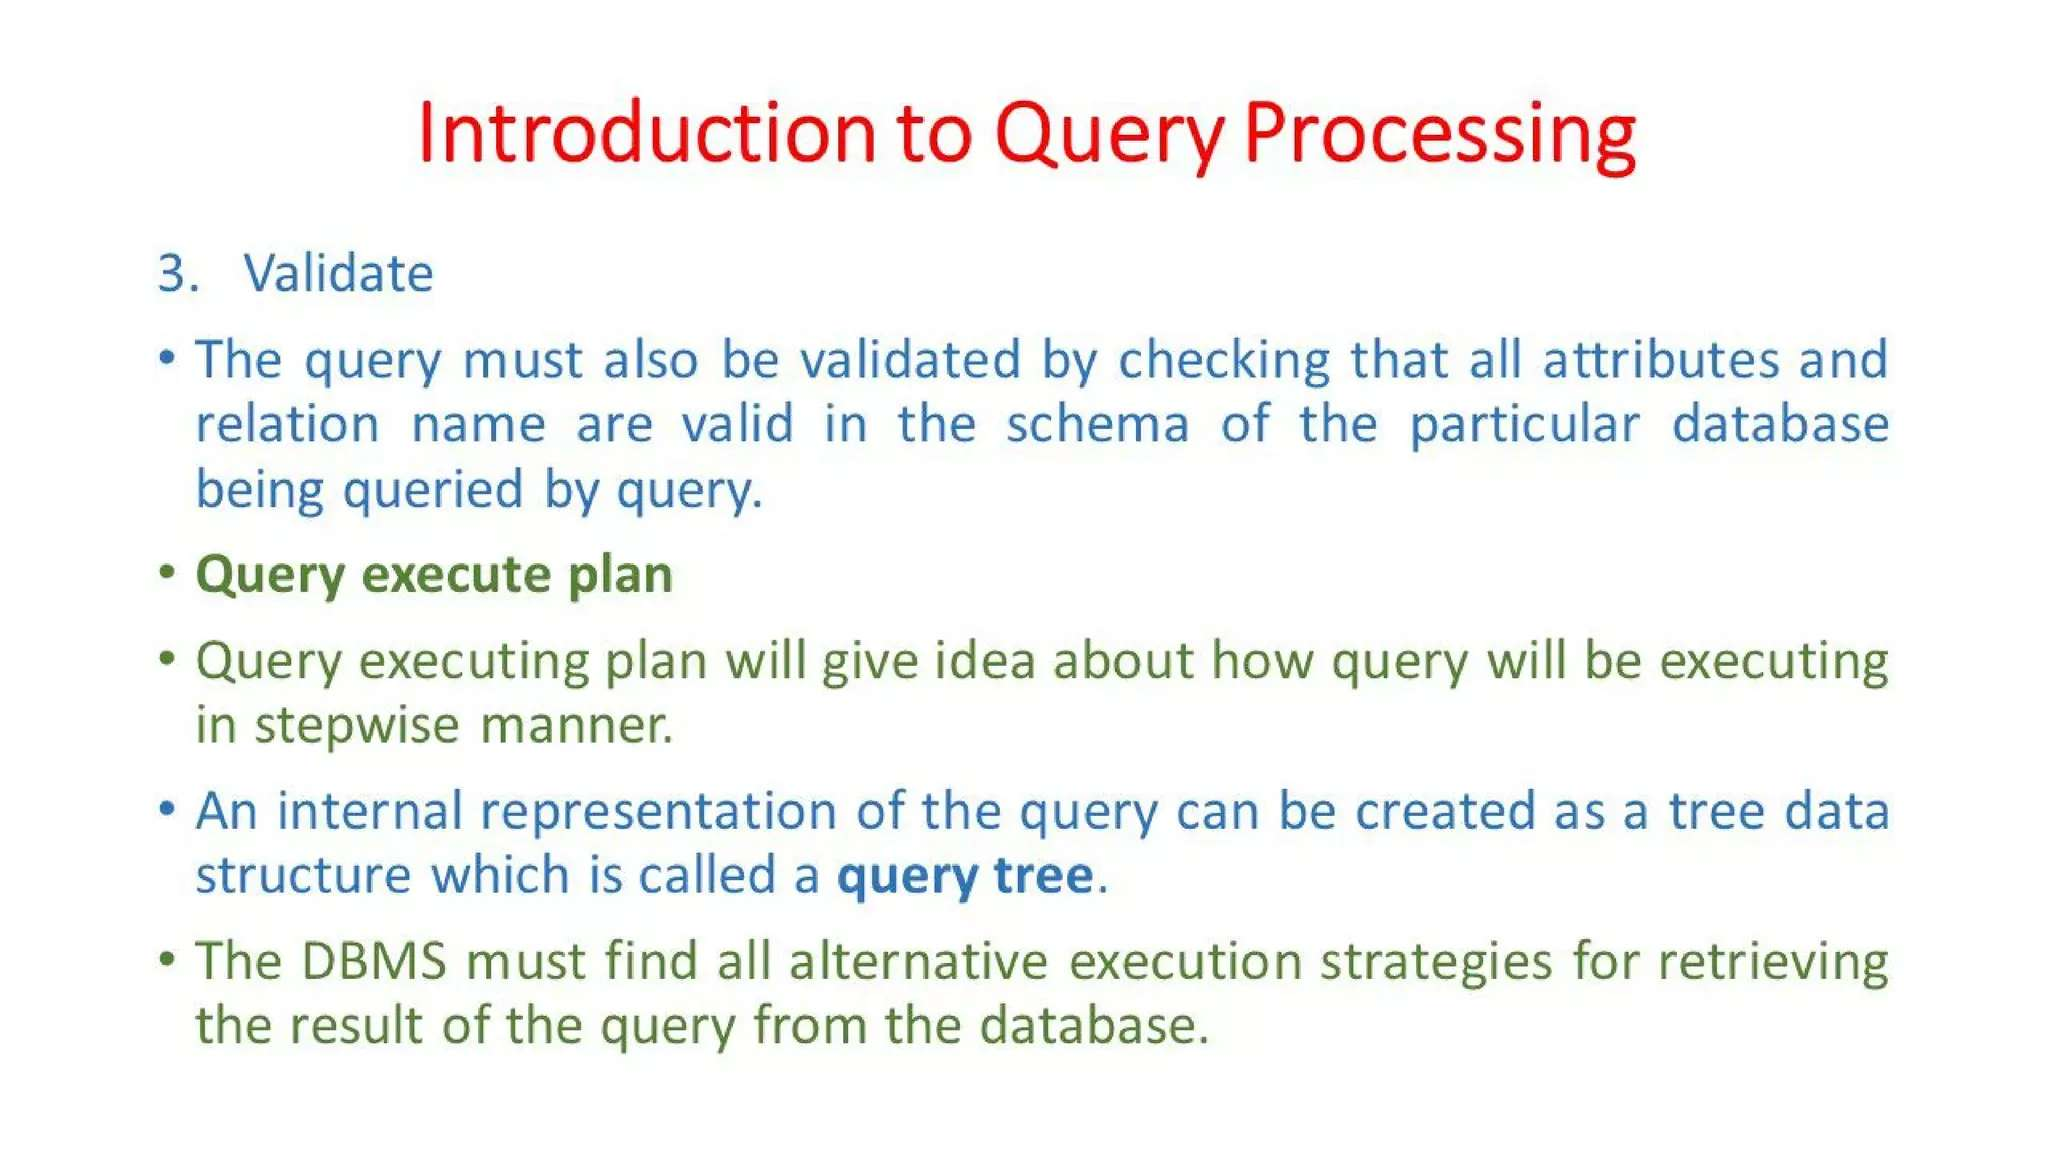 Introduction to Query Processing
3. Validate
• The query must also be validated by checking that all attributes and
relation name are valid in the schema of the particular database
being queried by query.
• Query execute plan
• Query executing plan will give idea about how query will be executing
in stepwise manner.
• An internal representation of the query can be created as a tree data
structure which is called a query tree.
• The DBMS must find all alternative execution strategies for retrieving
the result of the query from the database.